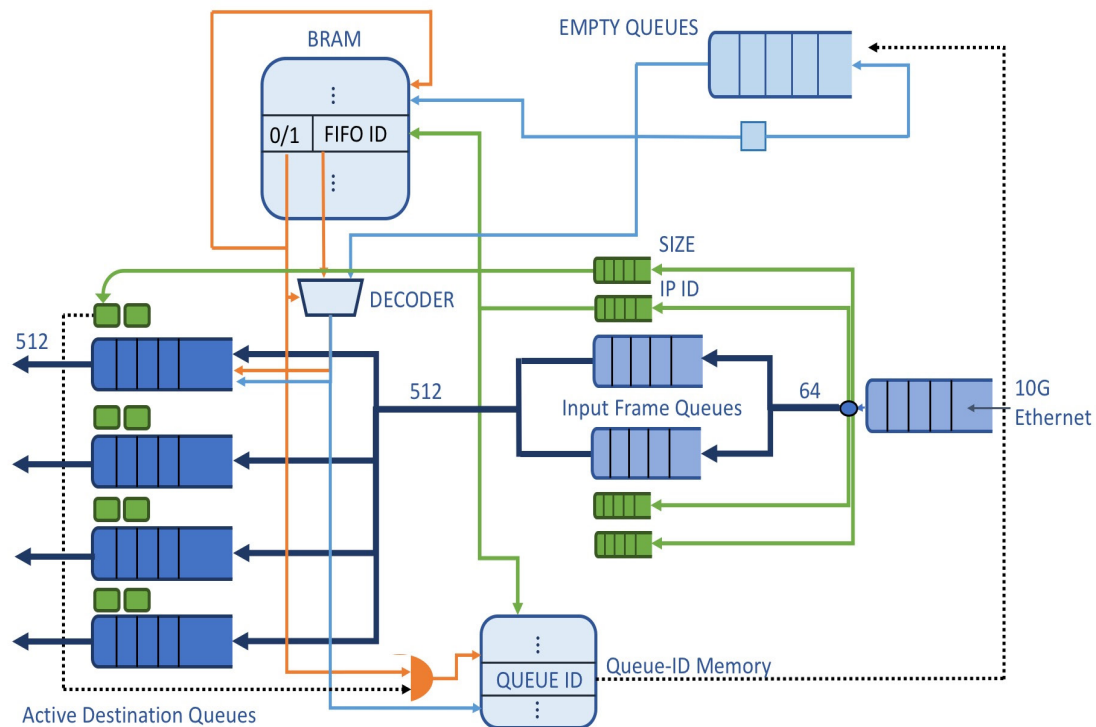 BRAM
EMPTY QUEUES
⋮
0/1 FIFO ID
⋮
SIZE
IP ID
DECODER
512
512
64
10G
Ethernet
Input Frame Queues
⋮
Queue-ID Memory
QUEUE ID
⋮
Active Destination Queues